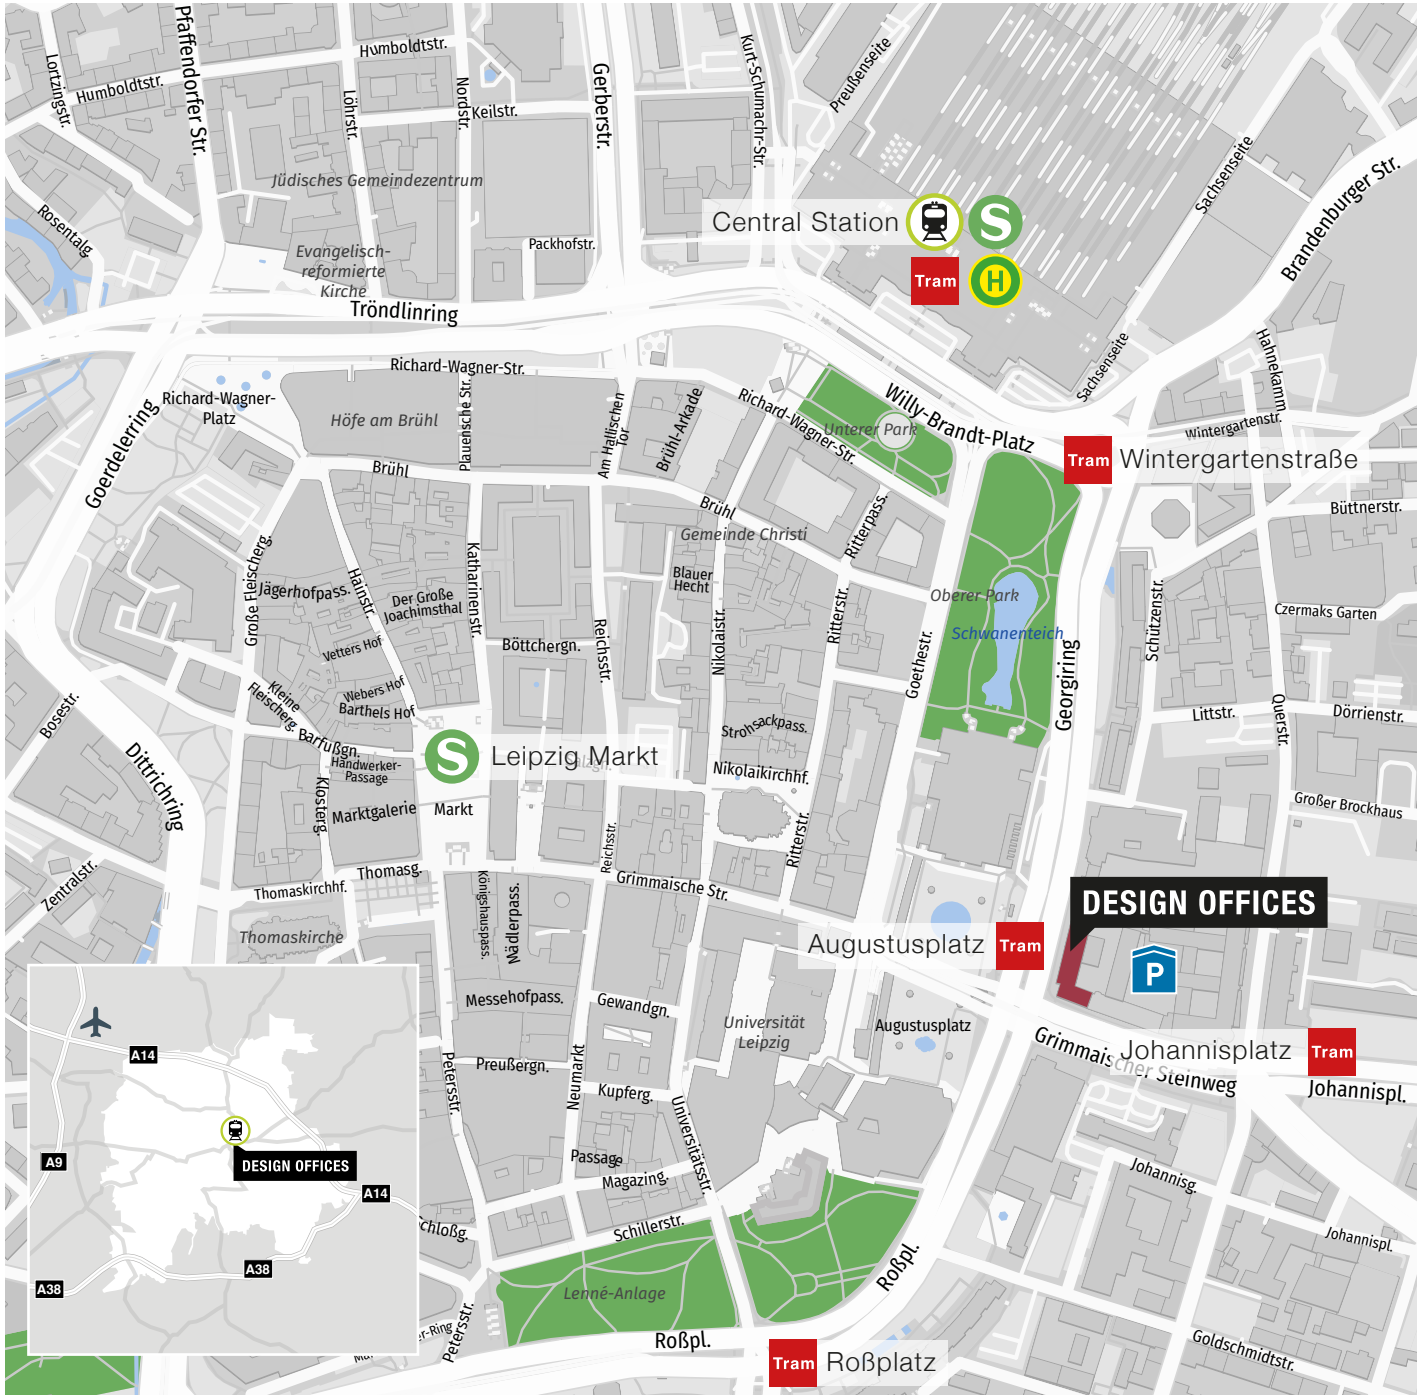 Pfaffendorfer Str.
Lortzingstr.
Humboldtstr.
Humboldtstr.
Löhrstr.
Nordstr.
Keilstr.
Gerberstr.
Kurt-Schumachr-Str.
Preußenseite
Sachsenseite
Brandenburger Str.
Jüdisches Gemeindezentrum
Rosentalg
Evangelisch-
reformierte
Kirche
Packhofstr.
Central Station
S
Tram
H
Tröndlinring
Sachsenseite
Hahnekamm
Richard-Wagner-Str.
Richard-Wagner-
Platz
Höfe am Brühl
Plauensche Str.
Am Hallischen
Tor
Brühl-Arkade
Richard-Wagner-Str.
Unterer Park
Willy-Brandt-Platz
Wintergartenstr.
Tram
Wintergartenstraße
Goerdelerring
Brühl
Brühl
Gemeinde Christi
Ritterpass.
Büttnerstr.
Große Fleischerg.
Jägerhofpass.
Hainstr.
Der Große
Joachimsthal
Katharinenstr.
Blauer
Hecht
Oberer Park
Schwanenteich
Czermaks Garten
Schützenstr.
Vetters Hof
Böttchergn.
Reichsstr.
Nikolaistr.
Ritterstr.
Goethestr.
Georgiring
Webers Hof
Barthels Hof
Kleine
Fleischerg.
Bosestr.
Barfußgn.
Strohsackpass.
Littstr.
Querstr.
Dörrienstr.
Dittrichring
Handwerker-
Passage
S
Leipzig Markt
Nikolaikirchhf.
Klosterg.
Marktgalerie
Markt
Großer Brockhaus
Reichsstr.
Ritterstr.
Zentralstr.
Thomaskirchhf.
Thomasg.
Königshauspass.
Mädlerpass.
Grimmaische Str.
DESIGN OFFICES
Thomaskirche
Augustusplatz
Tram
P
Messehofpass.
Gewandgn.
Universität
Leipzig
Augustusplatz
Grimmaischer Steinweg
Johannisplatz
Tram
Johannispl.
Petersstr.
Preußergn.
Neumarkt
Kupferg.
Universitätsstr.
Passage
Magazing.
Johannisg.
Schillerstr.
Johannispl.
Lenné-Anlage
Roßpl.
Petersstr.
Roßpl.
Goldschmidtstr.
Tram
Roßplatz
A14
A9
DESIGN OFFICES
A14
A38
A38